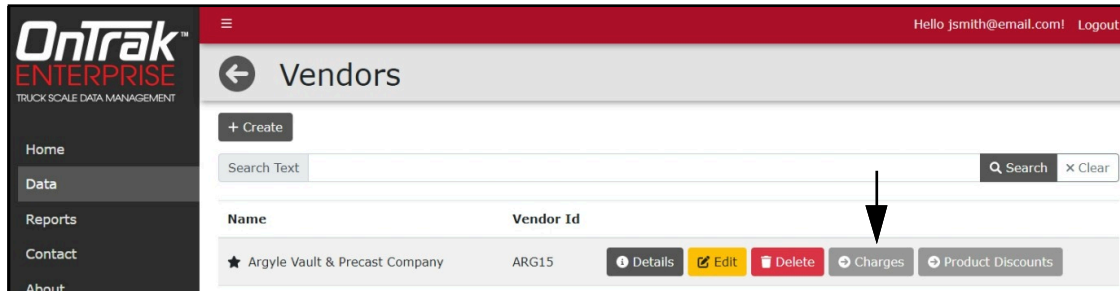 OnTrak™
ENTERPRISE
TRUCK SCALE DATA MANAGEMENT
Hello jsmith@email.com! Logout
Vendors
+ Create
Home
Search Text Search × Clear
Data
Reports
Name Vendor Id
Contact
Argyle Vault & Precast Company ARG15 Details Edit Delete Charges Product Discounts
About